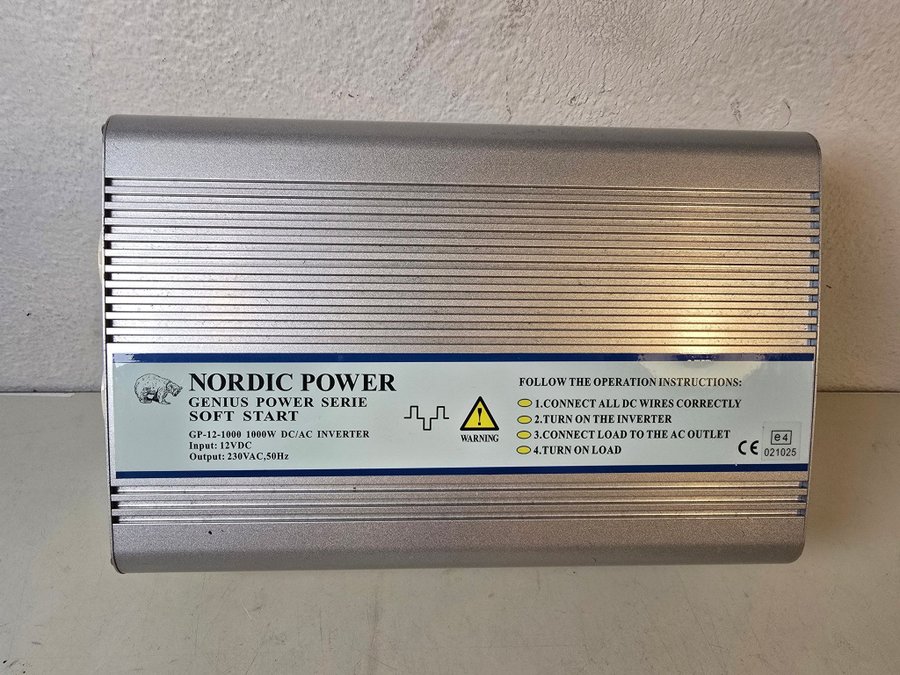 NORDIC POWER
GENIUS POWER SERIE
SOFT START
GP-12-1000 1000W DC/AC INVERTER
Input: 12VDC
Output: 230VAC,50Hz
WARNING
FOLLOW THE OPERATION INSTRUCTIONS:
1.CONNECT ALL DC WIRES CORRECTLY
2.TURN ON THE INVERTER
3.CONNECT LOAD TO THE AC OUTLET
4.TURN ON LOAD
CE
e4
021025